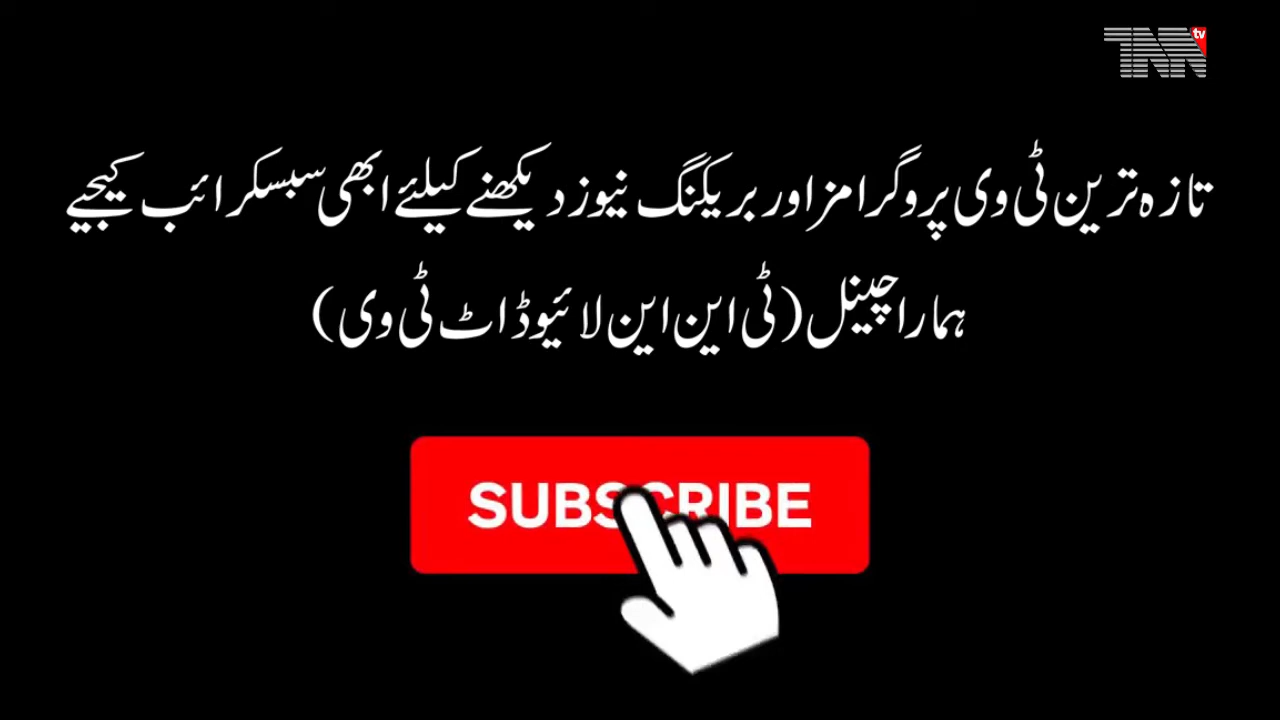 TNN tv
تازہ ترین ٹی وی پروگرامز اور بریکنگ نیوز دیکھنے کیلئے ابھی سبسکرائب کیجیے
ہمارا چینل (ٹی این این لائیو ڈاٹ ٹی وی)
SUBSCRIBE